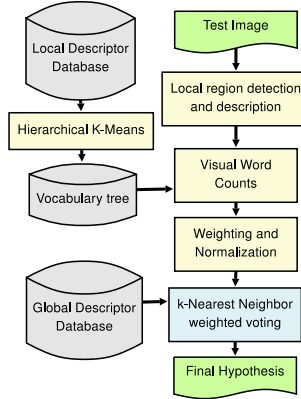 Local Descriptor
Database
Hierarchical K-Means
Vocabulary tree
Global Descriptor
Database
Test Image
Local region detection
and description
Visual Word
Counts
Weighting and
Normalization
k-Nearest Neighbor
weighted voting
Final Hypothesis